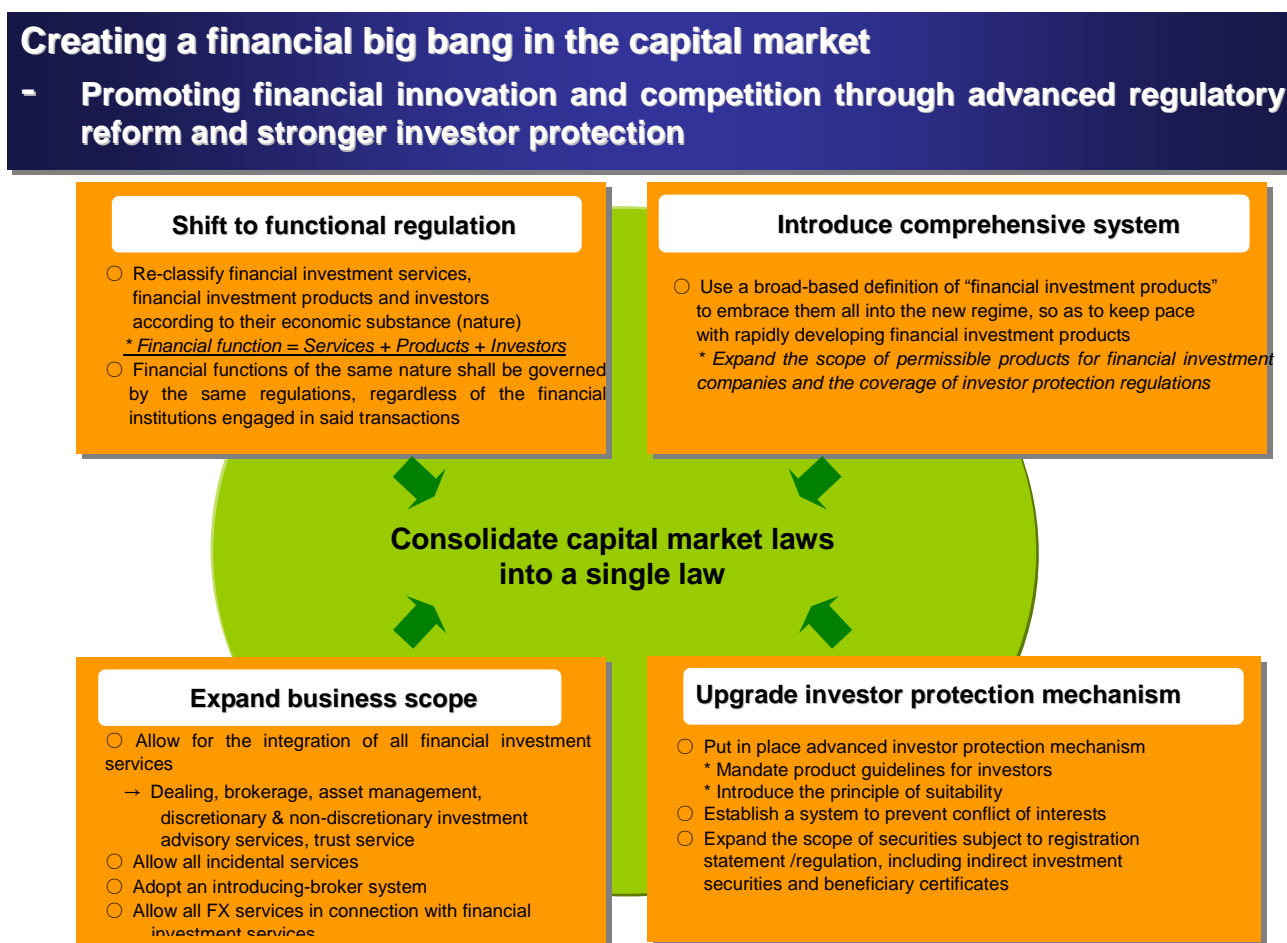 Creating a financial big bang in the capital market
- Promoting financial innovation and competition through advanced regulatory
reform and stronger investor protection
Shift to functional regulation
○ Re-classify financial investment services,
financial investment products and investors
according to their economic substance (nature)
* Financial function = Services + Products + Investors
○ Financial functions of the same nature shall be governed
by the same regulations, regardless of the financial
institutions engaged in said transactions
Introduce comprehensive system
○ Use a broad-based definition of “financial investment products”
to embrace them all into the new regime, so as to keep pace
with rapidly developing financial investment products
* Expand the scope of permissible products for financial investment
companies and the coverage of investor protection regulations
Consolidate capital market laws
into a single law
Expand business scope
○ Allow for the integration of all financial investment
services
→ Dealing, brokerage, asset management,
discretionary & non-discretionary investment
advisory services, trust service
○ Allow all incidental services
○ Adopt an introducing-broker system
○ Allow all FX services in connection with financial
investment services
Upgrade investor protection mechanism
○ Put in place advanced investor protection mechanism
* Mandate product guidelines for investors
* Introduce the principle of suitability
○ Establish a system to prevent conflict of interests
○ Expand the scope of securities subject to registration
statement /regulation, including indirect investment
securities and beneficiary certificates